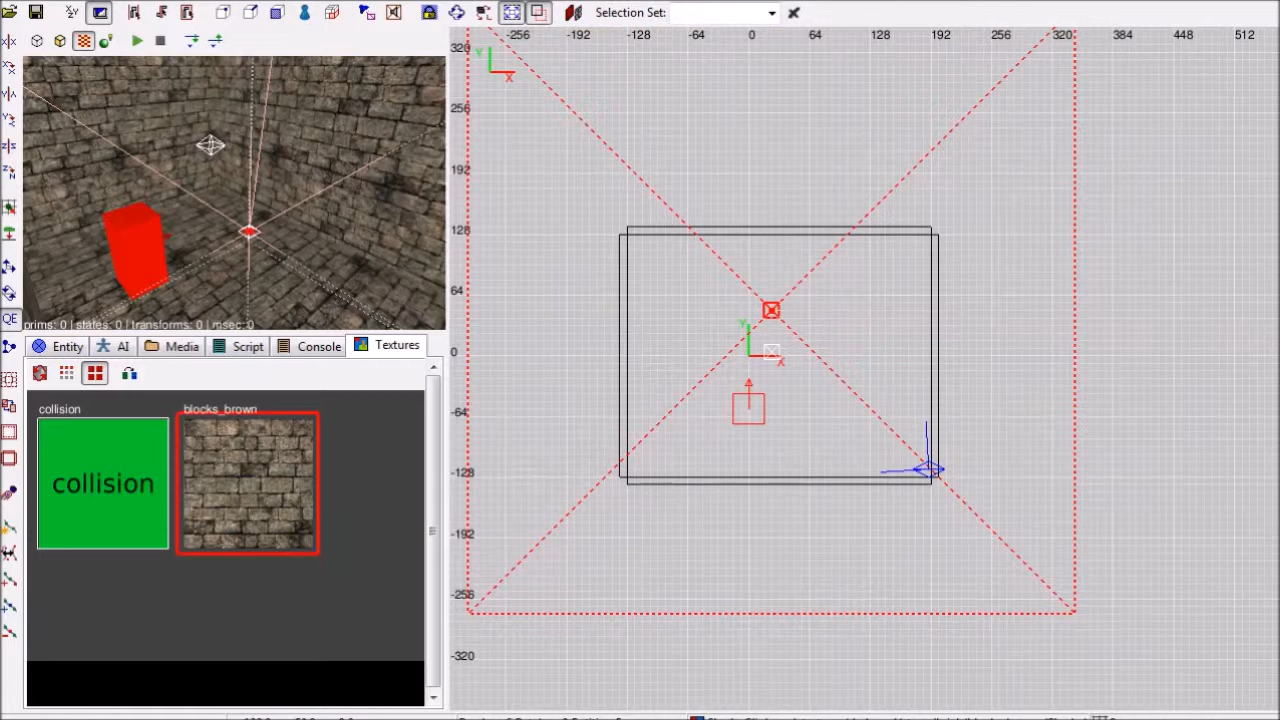 Selection Set:
-256 -192 -128 -64 0 64 128 192 256 320 384 448 512
320
Y
X
256
192
128
64
0
-64
-128
-192
-256
-320
Y
X
QE
prims: 0 | states: 0 | transforms: 0 | msec: 0
Entity AI Media Script Console Textures
collision blocks_brown
collision